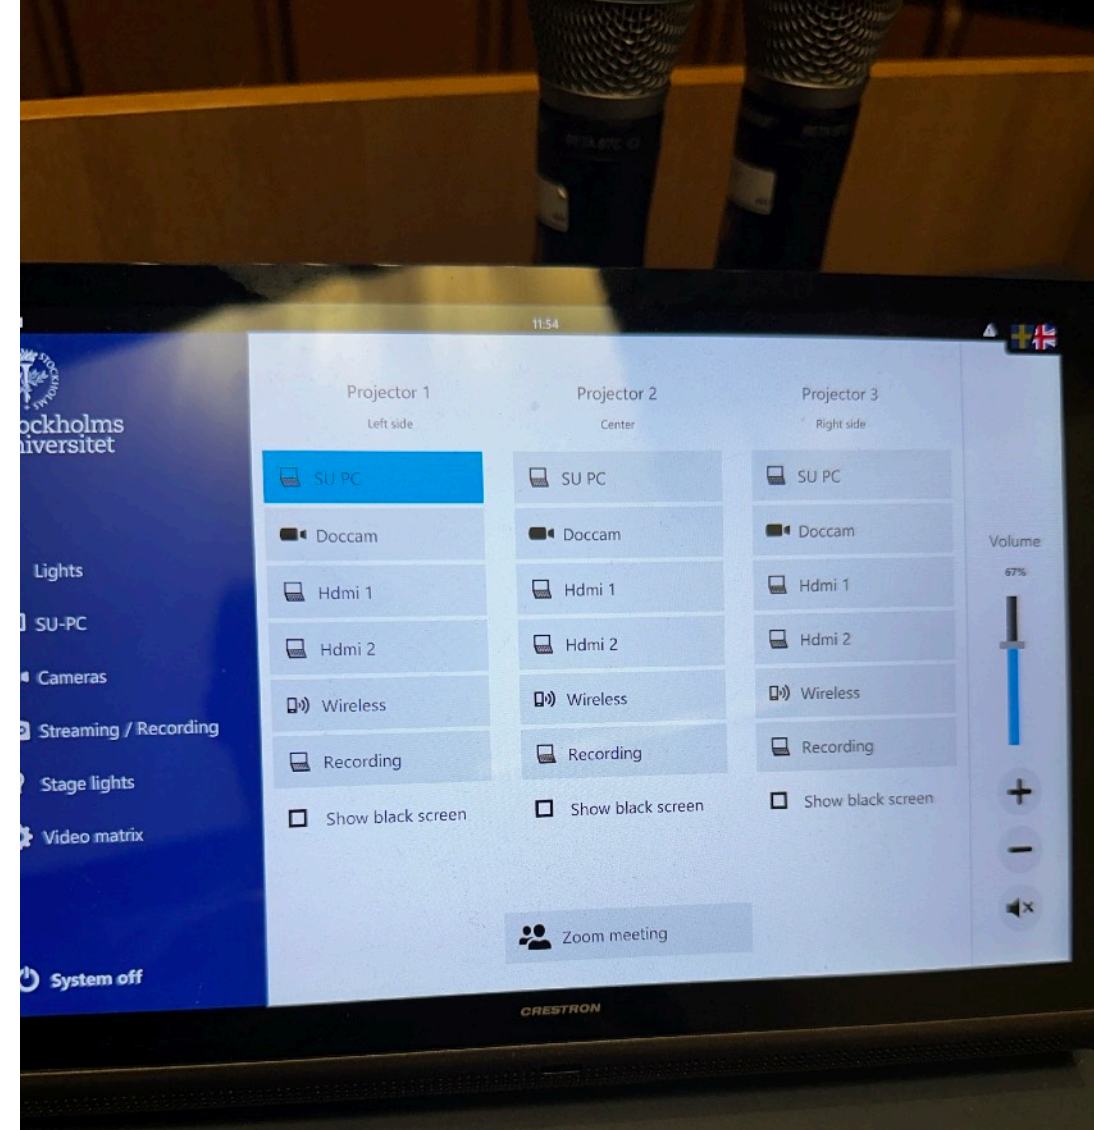 11:54
STOCKHOLMS
ockholms
iversitet
Lights
SU-PC
Cameras
Streaming / Recording
Stage lights
Video matrix
System off
Projector 1
Left side
SU PC
Doccam
Hdmi 1
Hdmi 2
Wireless
Recording
Show black screen
Projector 2
Center
SU PC
Doccam
Hdmi 1
Hdmi 2
Wireless
Recording
Show black screen
Projector 3
Right side
SU PC
Doccam
Hdmi 1
Hdmi 2
Wireless
Recording
Show black screen
Zoom meeting
Volume
67%
CRESTRON